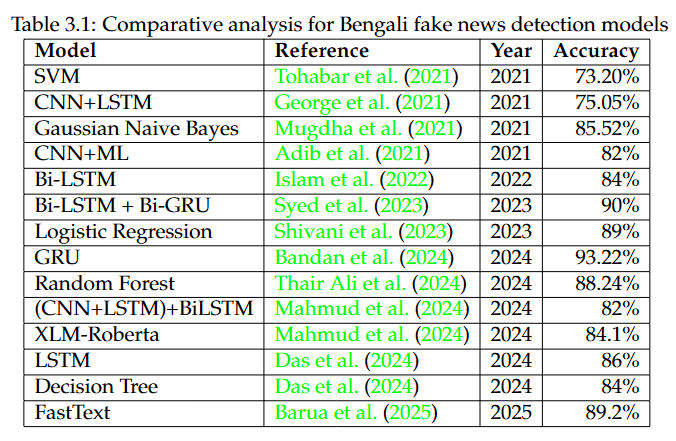 Table 3.1: Comparative analysis for Bengali fake news detection models
Model Reference Year Accuracy
SVM Tohabar et al. (2021) 2021 73.20%
CNN+LSTM George et al. (2021) 2021 75.05%
Gaussian Naive Bayes Mugdha et al. (2021) 2021 85.52%
CNN+ML Adib et al. (2021) 2021 82%
Bi-LSTM Islam et al. (2022) 2022 84%
Bi-LSTM + Bi-GRU Syed et al. (2023) 2023 90%
Logistic Regression Shivani et al. (2023) 2023 89%
GRU Bandan et al. (2024) 2024 93.22%
Random Forest Thair Ali et al. (2024) 2024 88.24%
(CNN+LSTM)+BiLSTM Mahmud et al. (2024) 2024 82%
XLM-Roberta Mahmud et al. (2024) 2024 84.1%
LSTM Das et al. (2024) 2024 86%
Decision Tree Das et al. (2024) 2024 84%
FastText Barua et al. (2025) 2025 89.2%